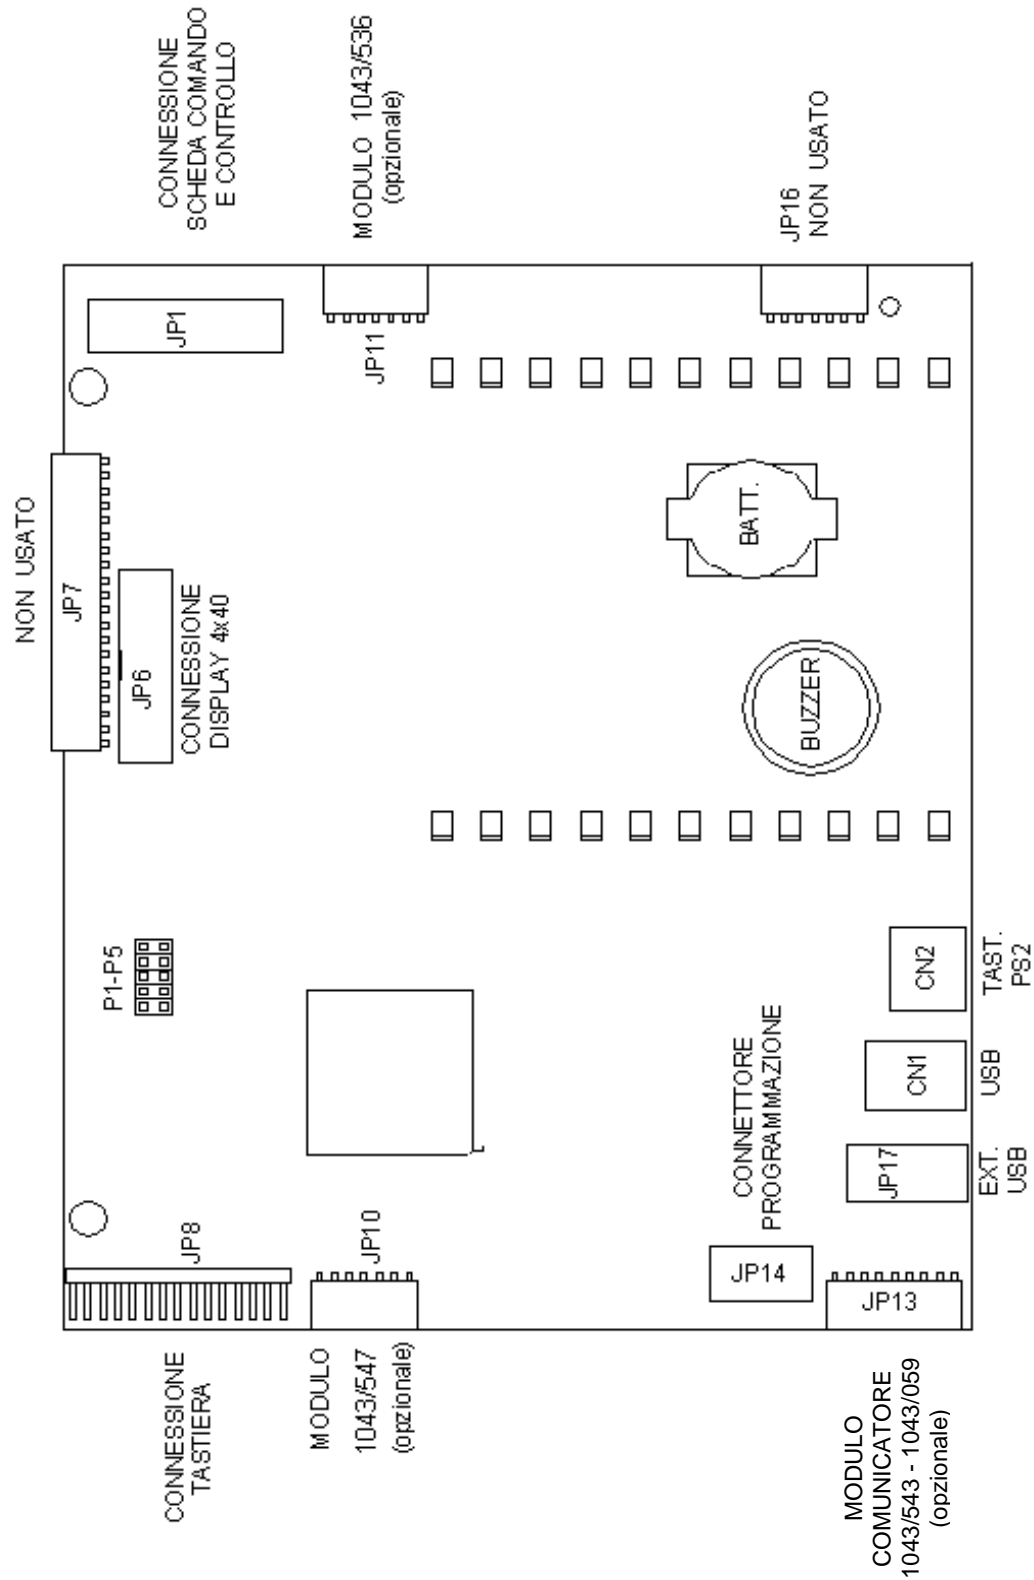 CONNESSIONE
TASTIERA
MODULO
1043/547
(opzionale)
MODULO
COMUNICATORE
1043/543 - 1043/059
(opzionale)
JP8
JP10
JP14
JP13
P1-P5
CONNETTORE
PROGRAMMAZIONE
JP17
EXT.
USB
CN1
USB
CN2
TAST.
PS2
NON USATO
JP7
JP6
CONNESSIONE
DISPLAY 4x40
BUZZER
BATT.
JP1
JP11
CONNESSIONE
SCHEDA COMANDO
E CONTROLLO
MODULO 1043/536
(opzionale)
JP16
NON USATO